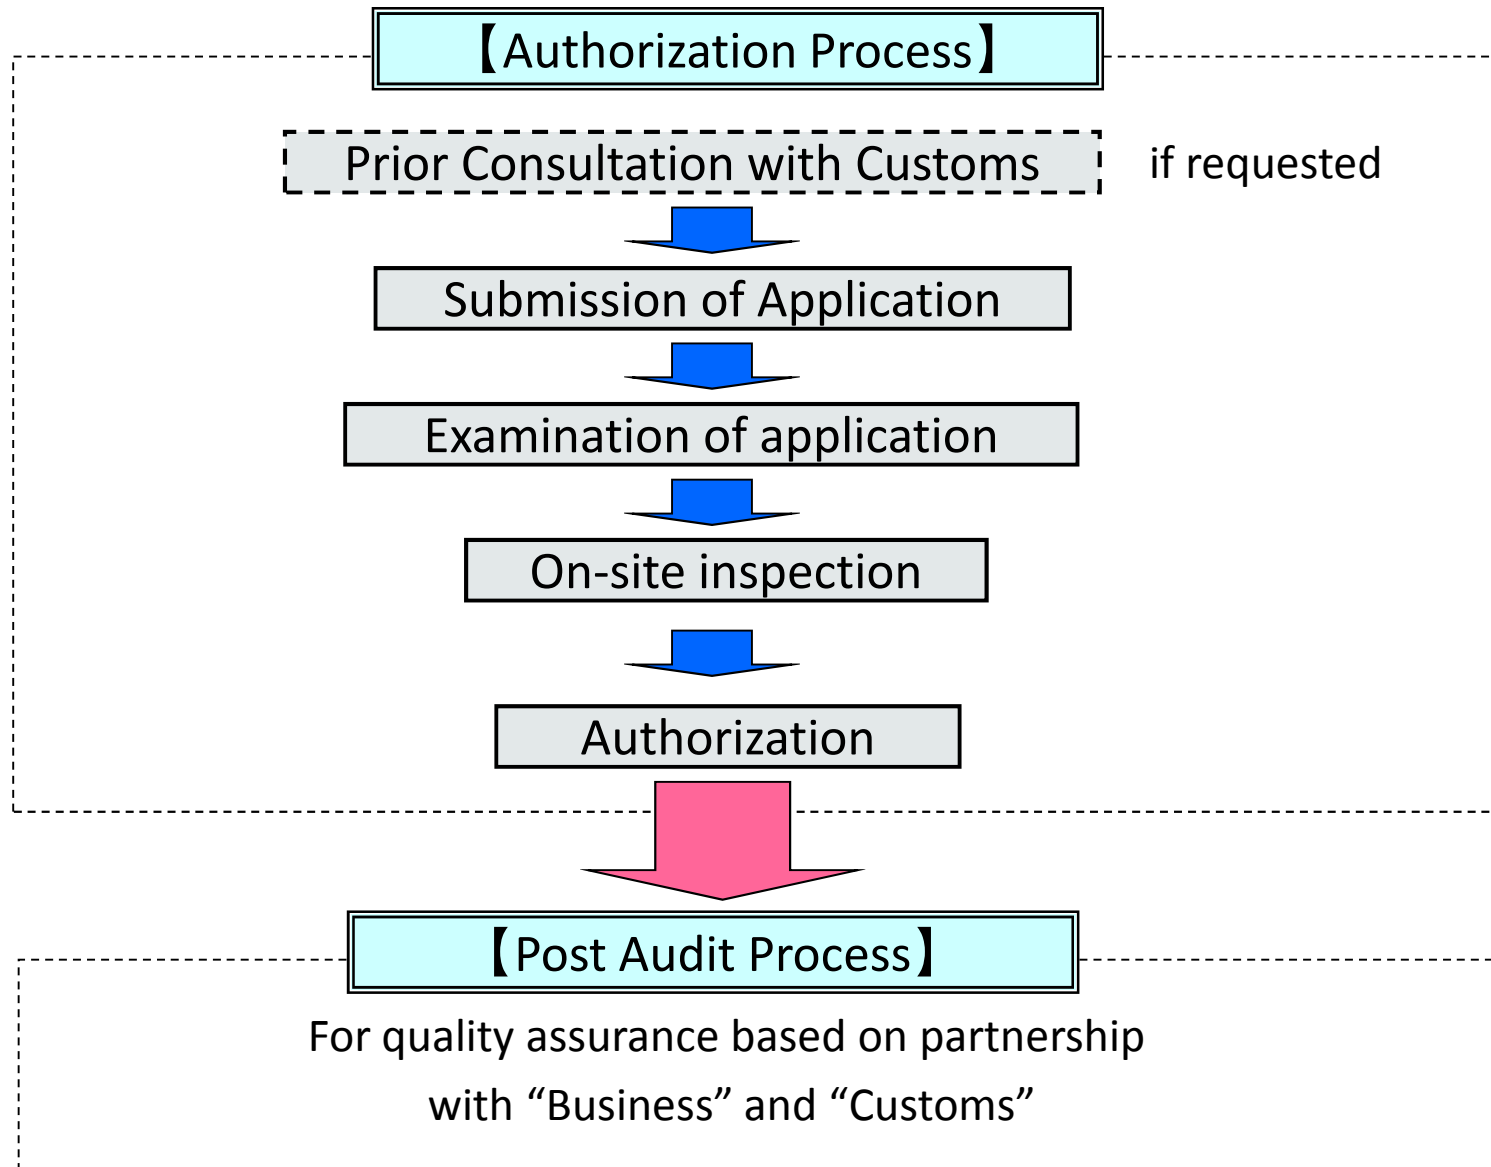 【Authorization Process】
Prior Consultation with Customs if requested
Submission of Application
Examination of application
On-site inspection
Authorization
【Post Audit Process】
For quality assurance based on partnership
with “Business” and “Customs”